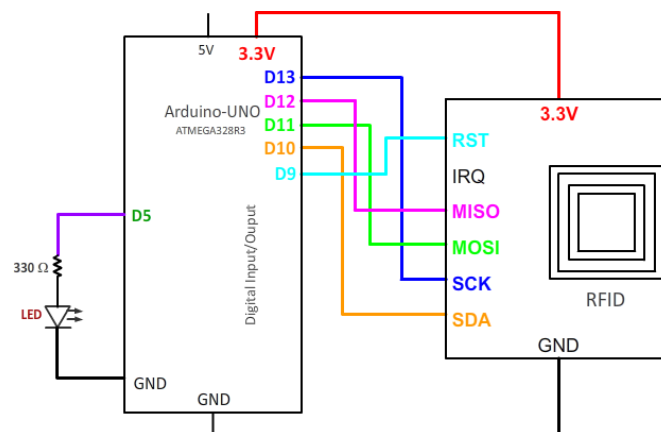 5V
3.3V
D13
Arduino-UNO
ATMEGA328R3
D12
D11
D10
D9
D5
Digital Input/Ouput
330 Ω
LED
GND
GND
3.3V
RST
IRQ
MISO
MOSI
SCK
SDA
RFID
GND